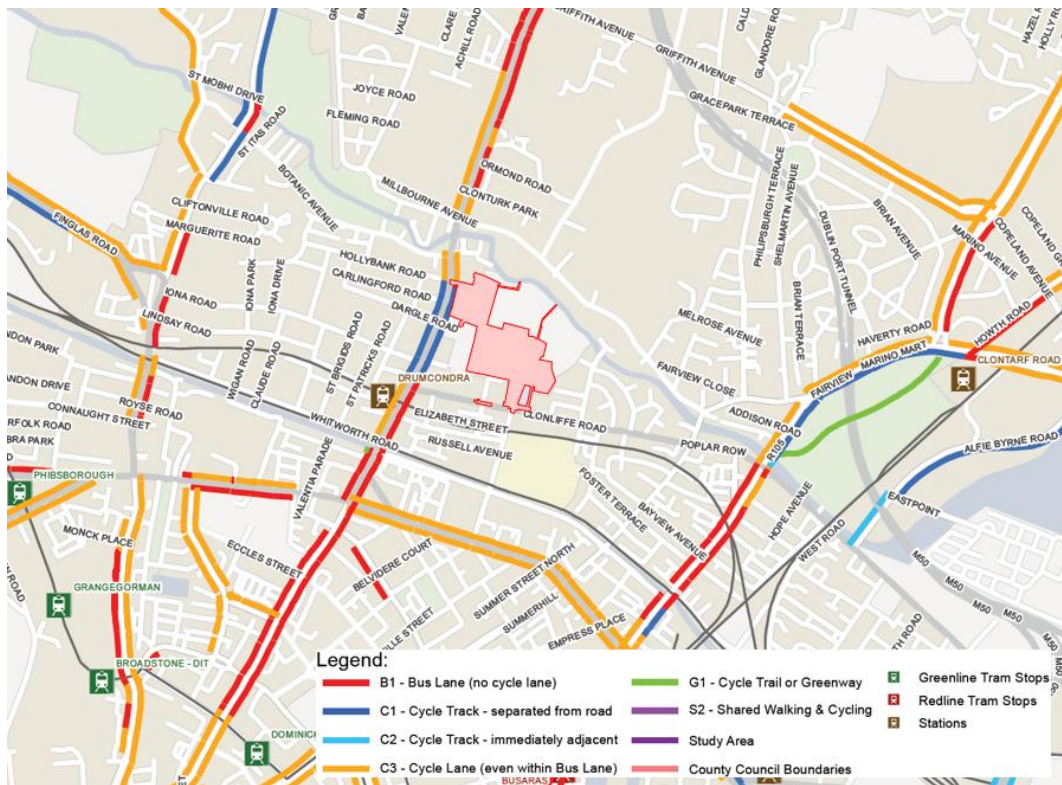 GRIFFITH AVENUE
GRIFFITH AVENUE
GLANDORE ROAD
ACHILL ROAD
GRACEPARK TERRACE
ST MOBHI DRIVE
JOYCE ROAD
FLEMING ROAD
ST ITAS ROAD
BOTANIC AVENUE
ORMOND ROAD
CLONTURK PARK
MILLBOURNE AVENUE
PHILIPSBURGH TERRACE
SHELMARTIN AVENUE
BRIAN AVENUE
MARINO AVENUE
COPELAND AVENUE
DUBLIN PORT TUNNEL
CLIFTONVILLE ROAD
MARGUERITE ROAD
FINGLAS ROAD
HOLLYBANK ROAD
CARLINGFORD ROAD
DARGLE ROAD
IONA ROAD
IONA PARK
IONA DRIVE
LINDSAY ROAD
BRIAN TERRACE
HOWTH ROAD
HAVERTY ROAD
MELROSE AVENUE
MARINO MART
FAIRVIEW
CLONTARF ROAD
FAIRVIEW CLOSE
ST BRIGIDS ROAD
ST PATRICKS ROAD
DRUMCONDRA
WIGAN ROAD
CLAUDE ROAD
ROYSE ROAD
CONNAUGHT STREET
ELIZABETH STREET
CLONLIFFE ROAD
WHITWORTH ROAD
RUSSELL AVENUE
ADDISON ROAD
POPLAR ROW
R105
ALFIE BYRNE ROAD
PHIBSBOROUGH
VALENTIA PARADE
FOSTER TERRACE
BAYVIEW AVENUE
HOPE AVENUE
WEST ROAD
EASTPOINT
M50
M50
M50
M50
M50
MONCK PLACE
ECCLES STREET
BELVIDERE COURT
GRANGEGORMAN
SUMMER STREET NORTH
SUMMERHILL
EMPRESS PLACE
BROADSTONE - DIT
Legend:
B1 - Bus Lane (no cycle lane)
C1 - Cycle Track - separated from road
C2 - Cycle Track - immediately adjacent
C3 - Cycle Lane (even within Bus Lane)
G1 - Cycle Trail or Greenway
S2 - Shared Walking & Cycling
Study Area
County Council Boundaries
Greenline Tram Stops
Redline Tram Stops
Stations